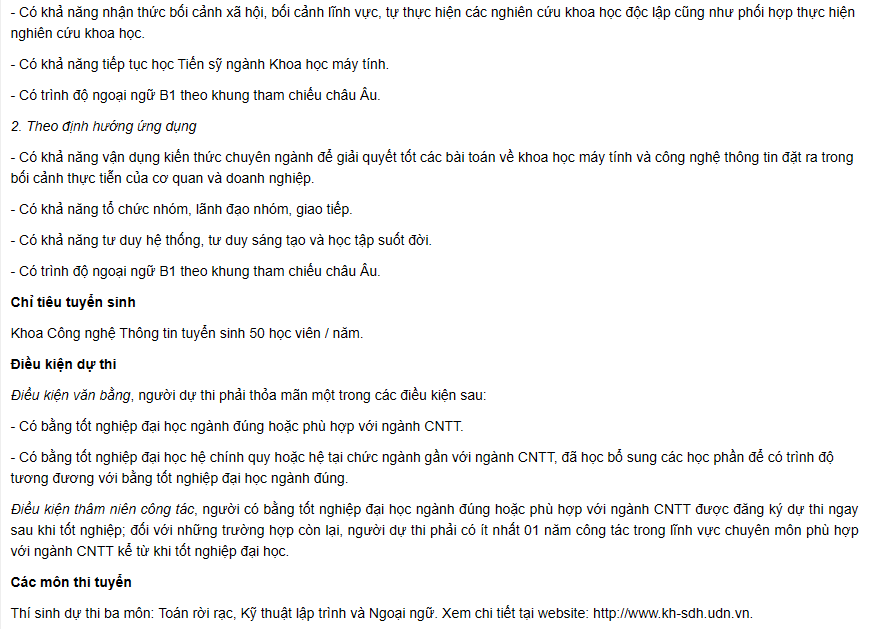 - Có khả năng nhận thức bối cảnh xã hội, bối cảnh lĩnh vực, tự thực hiện các nghiên cứu khoa học độc lập cũng như phối hợp thực hiện
nghiên cứu khoa học.
- Có khả năng tiếp tục học Tiến sỹ ngành Khoa học máy tính.
- Có trình độ ngoại ngữ B1 theo khung tham chiếu châu Âu.
2. Theo định hướng ứng dụng
- Có khả năng vận dụng kiến thức chuyên ngành để giải quyết tốt các bài toán về khoa học máy tính và công nghệ thông tin đặt ra trong
bối cảnh thực tiễn của cơ quan và doanh nghiệp.
- Có khả năng tổ chức nhóm, lãnh đạo nhóm, giao tiếp.
- Có khả năng tư duy hệ thống, tư duy sáng tạo và học tập suốt đời.
- Có trình độ ngoại ngữ B1 theo khung tham chiếu châu Âu.
Chỉ tiêu tuyển sinh
Khoa Công nghệ Thông tin tuyển sinh 50 học viên / năm.
Điều kiện dự thi
Điều kiện văn bằng, người dự thi phải thỏa mãn một trong các điều kiện sau:
- Có bằng tốt nghiệp đại học ngành đúng hoặc phù hợp với ngành CNTT.
- Có bằng tốt nghiệp đại học hệ chính quy hoặc hệ tại chức ngành gần với ngành CNTT, đã học bổ sung các học phần để có trình độ
tương đương với bằng tốt nghiệp đại học ngành đúng.
Điều kiện thâm niên công tác, người có bằng tốt nghiệp đại học ngành đúng hoặc phù hợp với ngành CNTT được đăng ký dự thi ngay
sau khi tốt nghiệp; đối với những trường hợp còn lại, người dự thi phải có ít nhất 01 năm công tác trong lĩnh vực chuyên môn phù hợp
với ngành CNTT kể từ khi tốt nghiệp đại học.
Các môn thi tuyển
Thí sinh dự thi ba môn: Toán rời rạc, Kỹ thuật lập trình và Ngoại ngữ. Xem chi tiết tại website: http://www.kh-sdh.udn.vn.